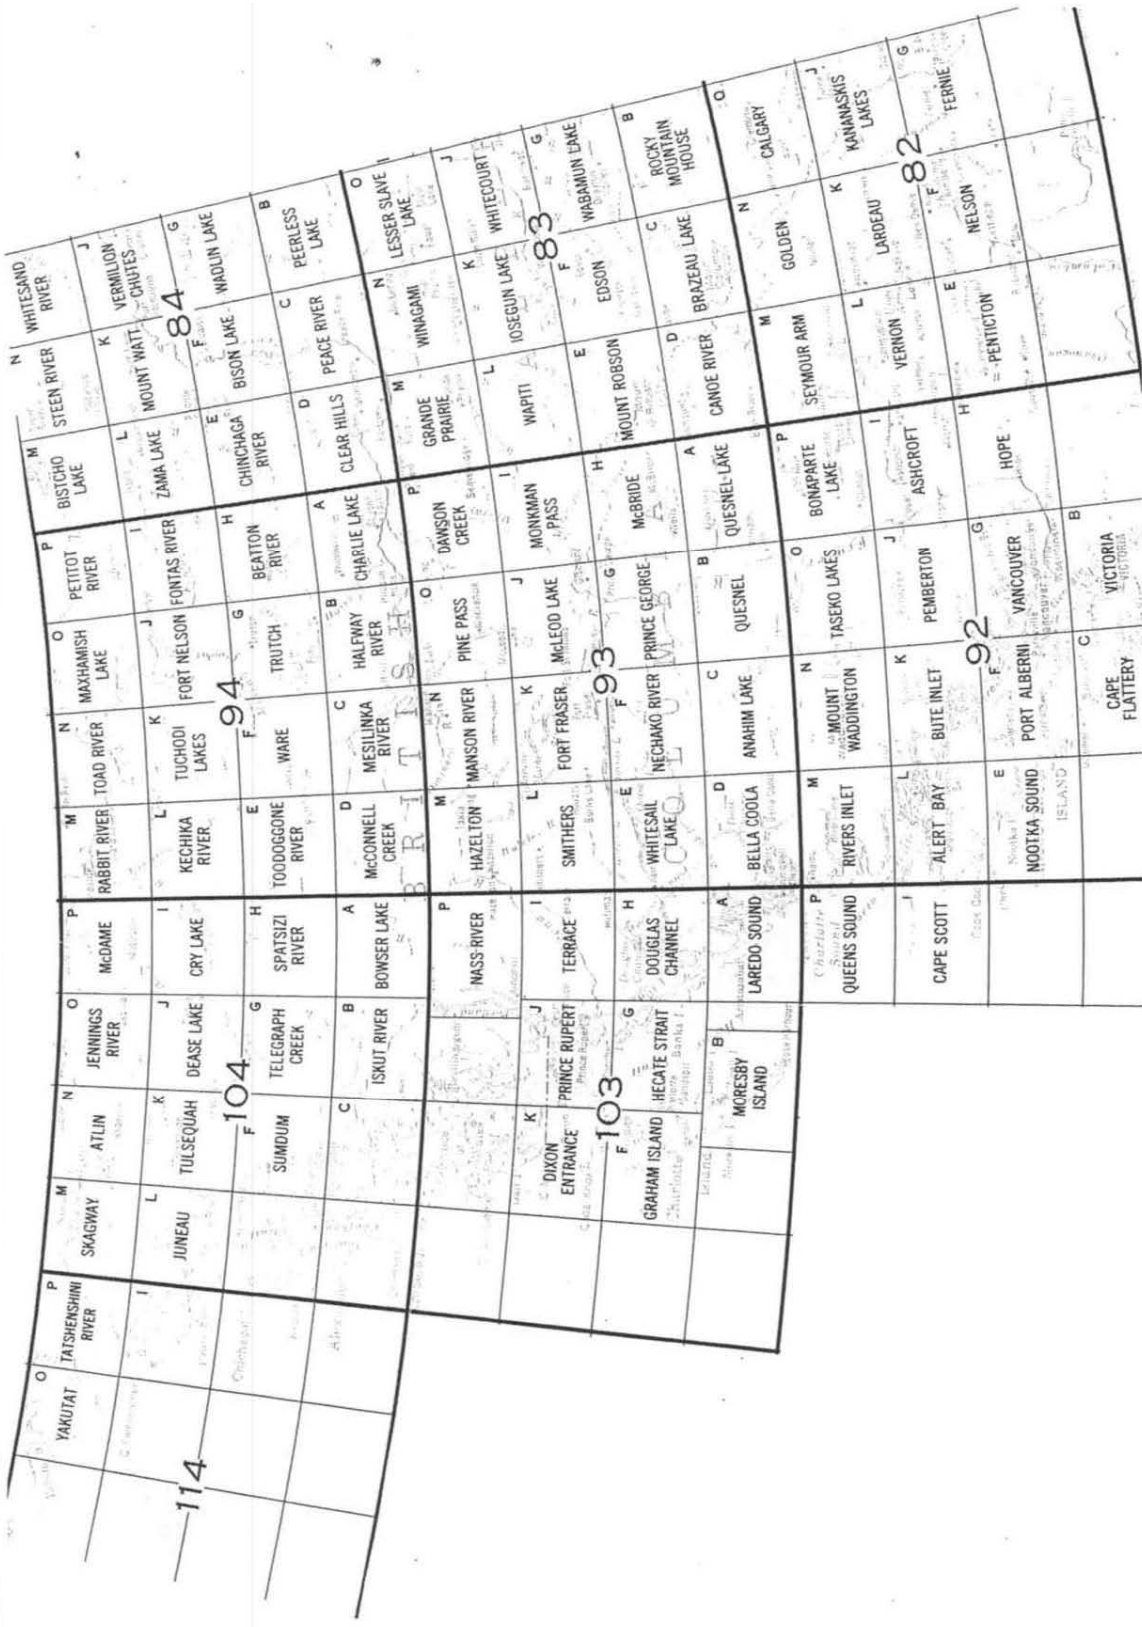 114
O
YAKUTAT
P
TATSHENSHINI
RIVER
I
104
M
SKAGWAY
N
ATLIN
O
JENNINGS
RIVER
P
McDAME
L
JUNEAU
K
TULSEQUAH
J
DEASE LAKE
I
CRY LAKE
F
SUMDUM
G
TELEGRAPH
CREEK
H
SPATSIZI
RIVER
C
B
ISKUT RIVER
A
BOWSER LAKE
94
M
RABBIT RIVER
N
TOAD RIVER
O
MAXHAMISH
LAKE
P
PETITOT
RIVER
L
KECHIKA
RIVER
K
TUCHODI
LAKES
J
FORT NELSON
I
FONTAS RIVER
E
TOODOGGONE
RIVER
F
WARE
G
TRUTCH
H
BEATTON
RIVER
D
McCONNELL
CREEK
C
MESILINKA
RIVER
B
HALFWAY
RIVER
A
CHARLIE LAKE
84
M
BISTCHO
LAKE
N
STEEN RIVER
WHITESAND
RIVER
L
ZAMA LAKE
K
MOUNT WATT
J
VERMILION
CHUTES
E
CHINCHAGA
RIVER
F
BISON LAKE
G
WADLIN LAKE
D
CLEAR HILLS
C
PEACE RIVER
B
PEERLESS
LAKE
BRITISH
COLUMBIA
103
P
NASS RIVER
K
DIXON
ENTRANCE
J
PRINCE RUPERT
Prince Rupert
I
TERRACE
F
GRAHAM ISLAND
G
HECATE STRAIT
H
DOUGLAS
CHANNEL
B
MORESBY
ISLAND
A
LAREDO SOUND
93
M
HAZELTON
N
MANSON RIVER
O
PINE PASS
P
DAWSON
CREEK
L
SMITHERS
K
FORT FRASER
J
McLEOD LAKE
I
MONKMAN
PASS
E
WHITESAIL
LAKE
F
NECHAKO RIVER
G
PRINCE GEORGE
H
McBRIDE
D
BELLA COOLA
C
ANAHIM LAKE
B
QUESNEL
A
QUESNEL LAKE
83
M
GRANDE
PRAIRIE
N
WINAGAMI
O
LESSER SLAVE
LAKE
I
L
WAPITI
K
IOSEGUN LAKE
J
WHITECOURT
E
MOUNT ROBSON
F
EDSON
G
WABAMUN LAKE
D
CANOE RIVER
C
BRAZEAU LAKE
B
ROCKY
MOUNTAIN
HOUSE
P
QUEENS SOUND
Charlotte
Sound
I
CAPE SCOTT
92
M
RIVERS INLET
N
MOUNT
WADDINGTON
O
TASEKO LAKES
P
BONAPARTE
LAKE
L
ALERT BAY
K
BUTE INLET
J
PEMBERTON
I
ASHCROFT
E
NOOTKA SOUND
ISLAND
F
PORT ALBERNI
G
VANCOUVER
Vancouver
H
HOPE
C
CAPE
FLATTERY
B
VICTORIA
VICTORIA
82
M
SEYMOUR ARM
N
GOLDEN
O
CALGARY
L
VERNON
K
LARDEAU
J
KANANASKIS
LAKES
E
PENTICTON
F
NELSON
G
FERNIE